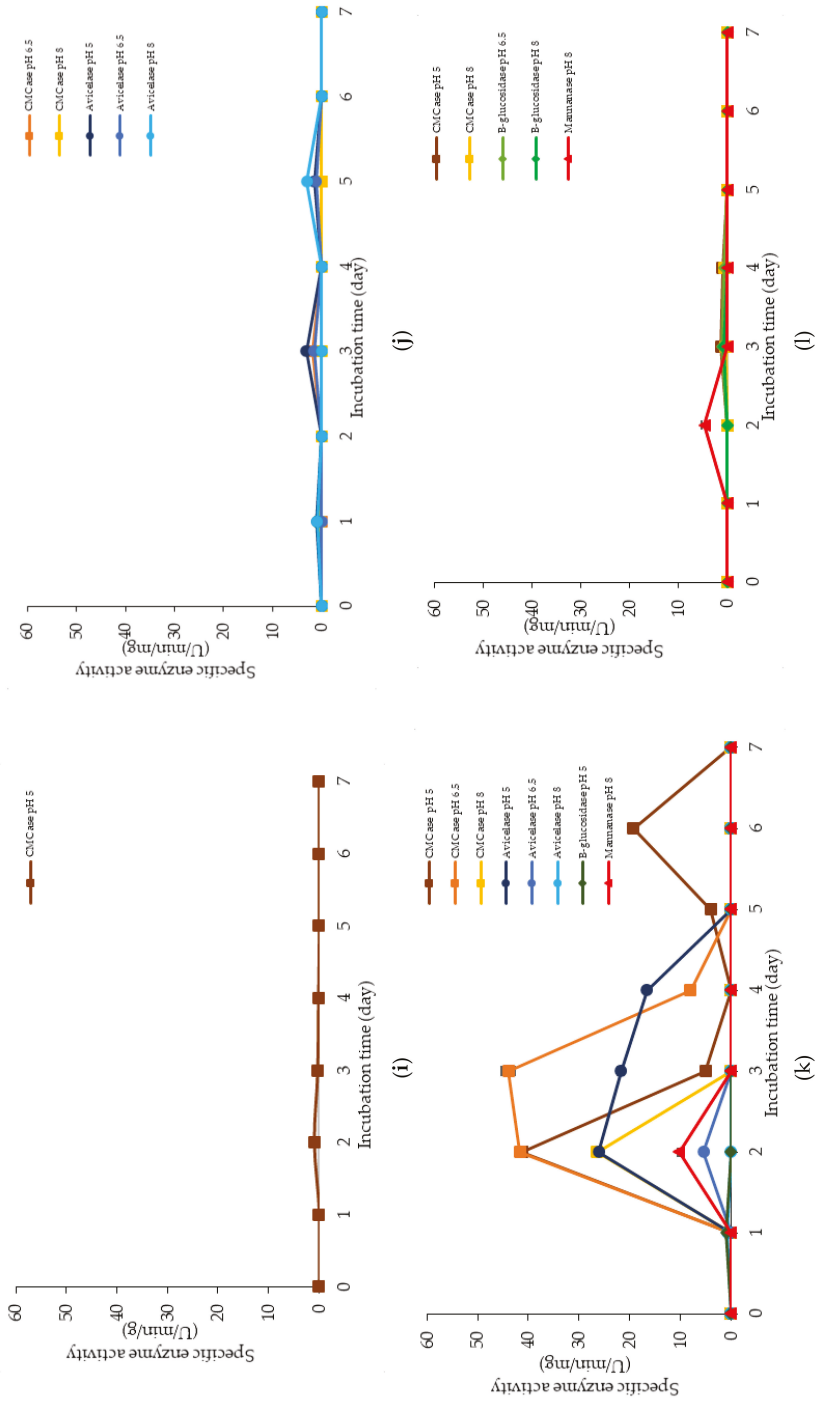 60
50
40
30
20
10
0
Specific enzyme activity
(U/min/g)
0
1
2
3
4
5
6
7
Incubation time (day)
CMCase pH 5
(i)
60
50
40
30
20
10
0
Specific enzyme activity
(U/min/mg)
0
1
2
3
4
5
6
7
Incubation time (day)
CMCase pH 6.5
CMCase pH 8
Avicelase pH 5
Avicelase pH 6.5
Avicelase pH 8
(j)
60
50
40
30
20
10
0
Specific enzyme activity
(U/min/mg)
0
1
2
3
4
5
6
7
Incubation time (day)
CMCase pH 5
CMCase pH 6.5
CMCase pH 8
Avicelase pH 5
Avicelase pH 6.5
Avicelase pH 8
B-glucosidase pH 5
Mannanase pH 8
(k)
60
50
40
30
20
10
0
Specific enzyme activity
(U/min/mg)
0
1
2
3
4
5
6
7
Incubation time (day)
CMCase pH 5
CMCase pH 8
B-glucosidase pH 6.5
B-glucosidase pH 8
Mannanase pH 8
(l)